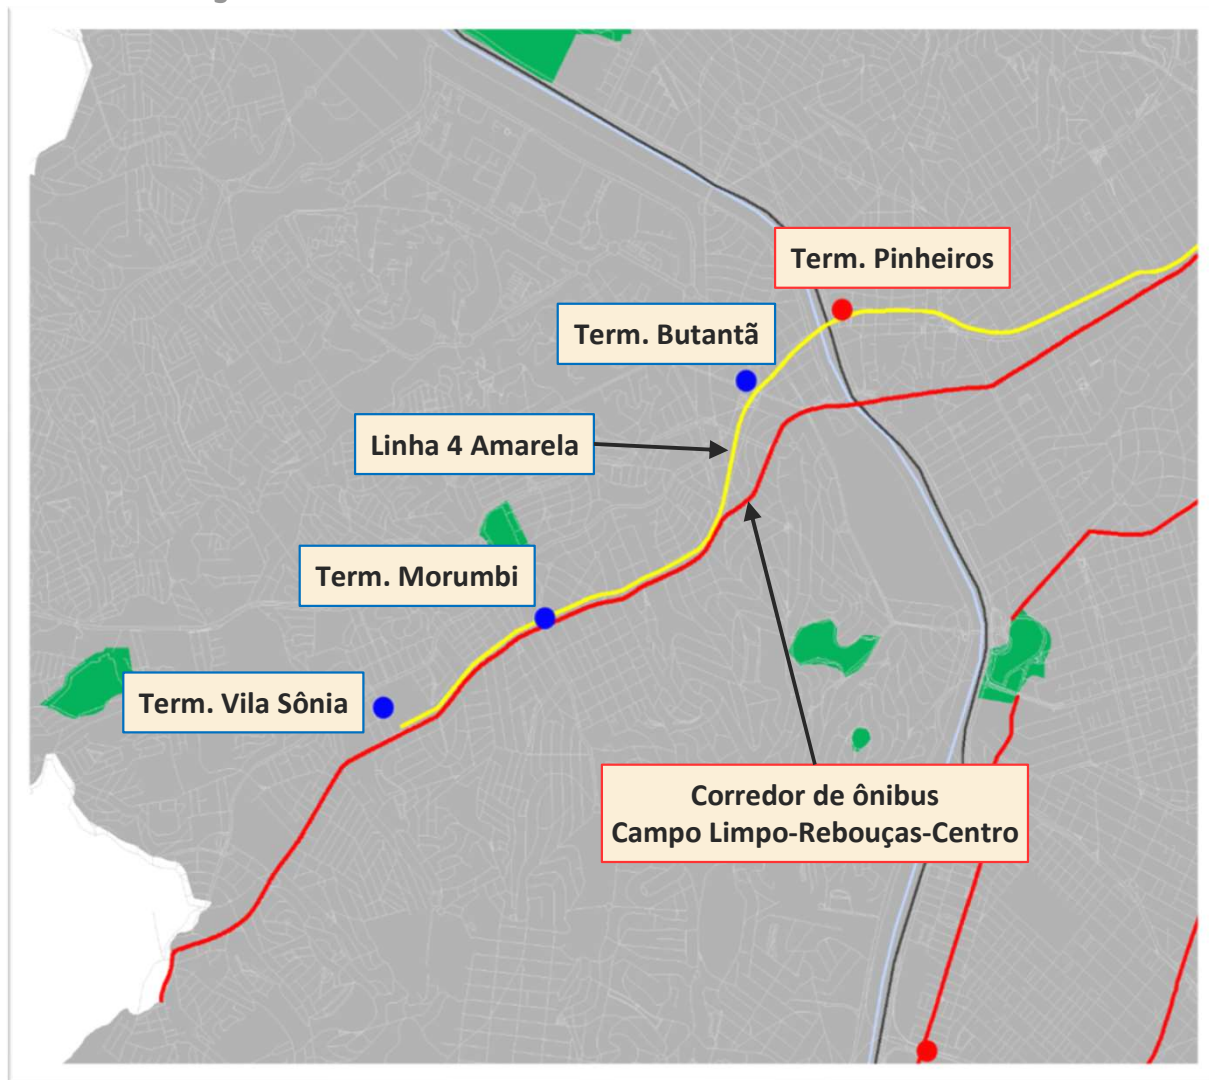 Term. Pinheiros
Term. Butantã
Linha 4 Amarela
Term. Morumbi
Term. Vila Sônia
Corredor de ônibus
Campo Limpo-Rebouças-Centro